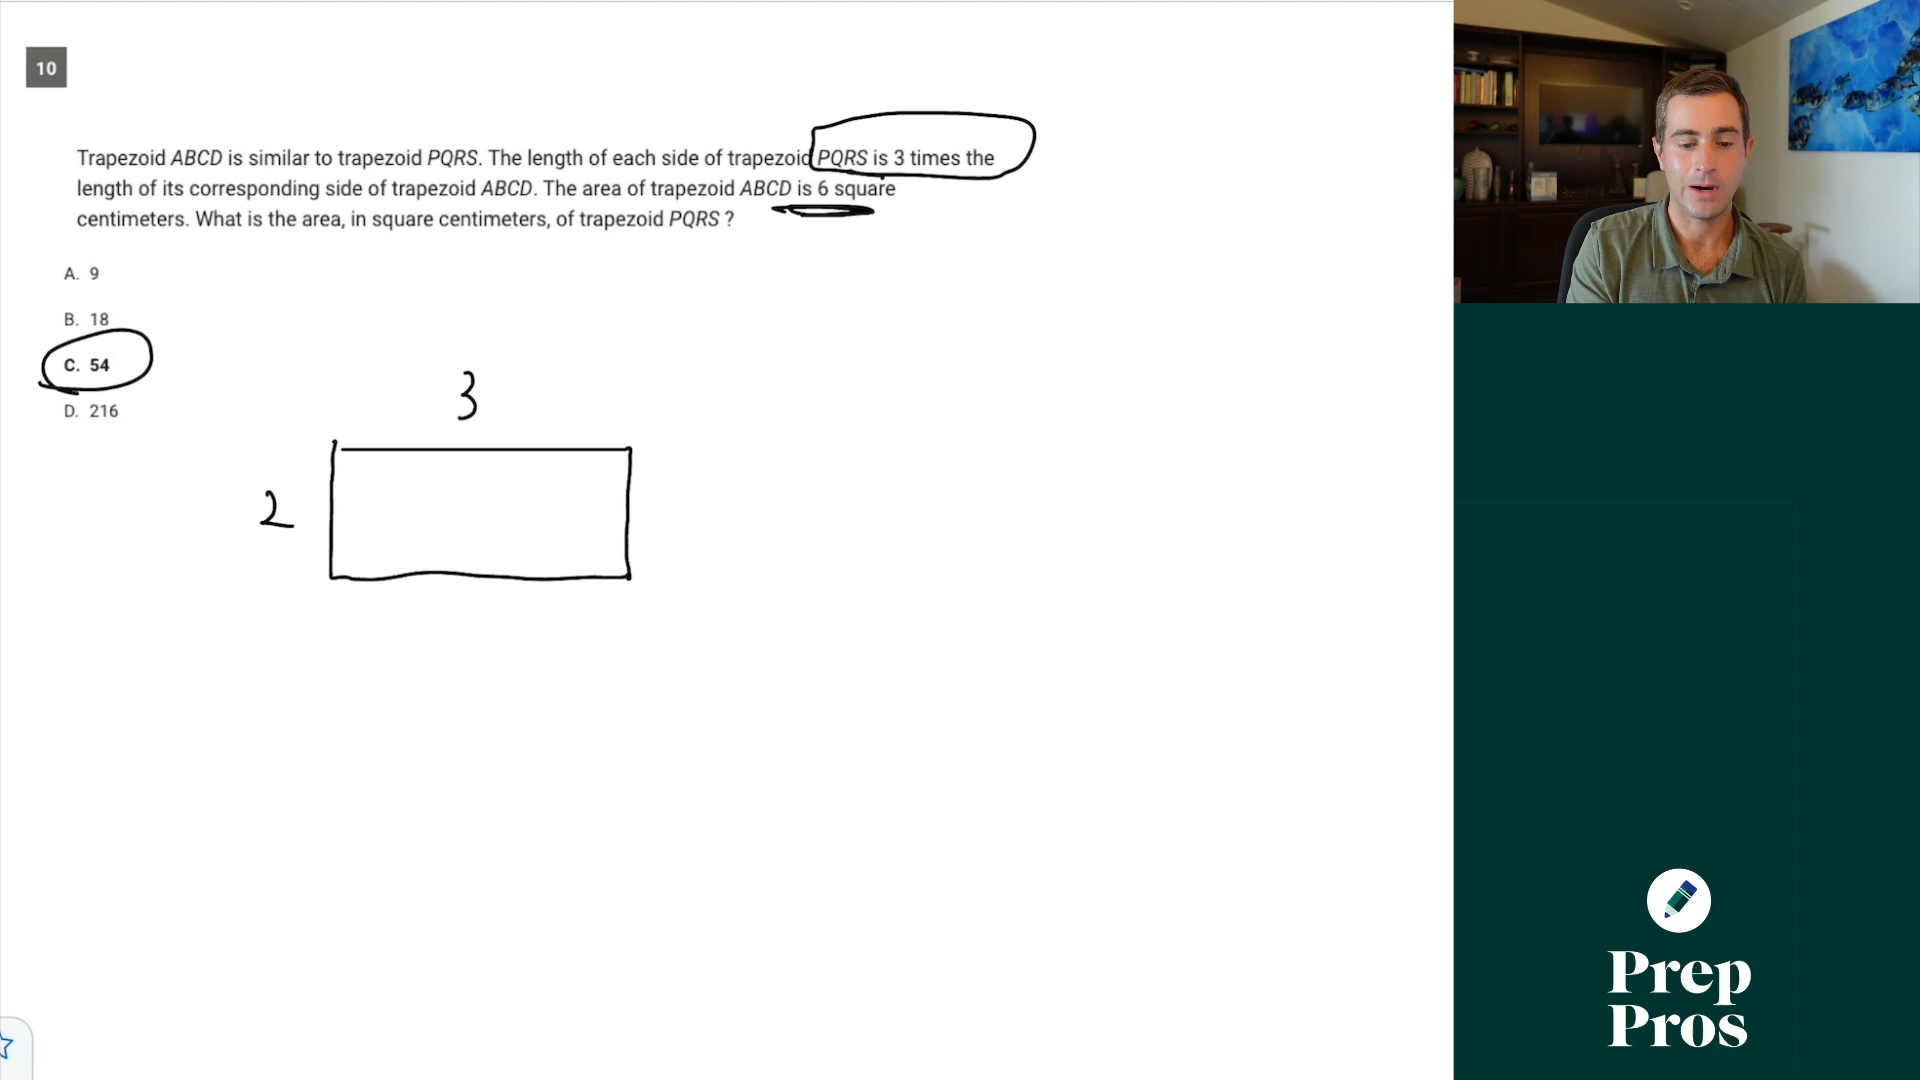 10
Trapezoid ABCD is similar to trapezoid PQRS. The length of each side of trapezoid PQRS is 3 times the
length of its corresponding side of trapezoid ABCD. The area of trapezoid ABCD is 6 square
centimeters. What is the area, in square centimeters, of trapezoid PQRS ?
A. 9
B. 18
C. 54
D. 216
3
2
Prep
Pros